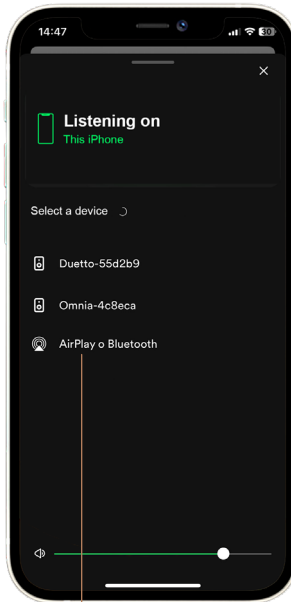 14:47
30
Listening on
This iPhone
Select a device
Duetto-55d2b9
Omnia-4c8eca
AirPlay o Bluetooth